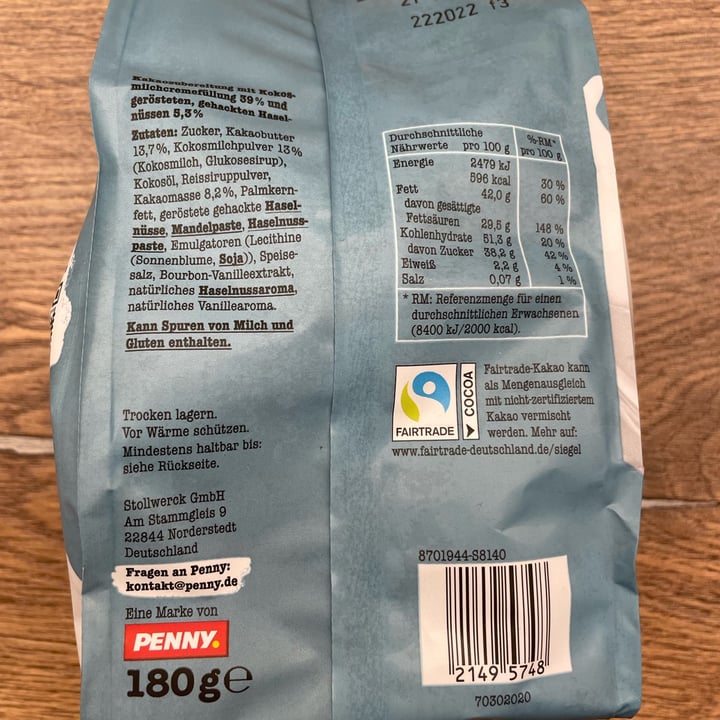 222022 13
Kakaozubereitung mit Kokos-
milchcremefüllung 39% und
gerösteten, gehackten Hasel-
nüssen 5,3%
Zutaten: Zucker, Kakaobutter
13,7%, Kokosmilchpulver 13%
(Kokosmilch, Glukosesirup),
Kokosöl, Reissiruppulver,
Kakaomasse 8,2%, Palmkern-
fett, geröstete gehackte Hasel-
nüsse, Mandelpaste, Haselnuss-
paste, Emulgatoren (Lecithine
(Sonnenblume, Soja)), Speise-
salz, Bourbon-Vanilleextrakt,
natürliches Haselnussaroma,
natürliches Vanillearoma.
Kann Spuren von Milch und
Gluten enthalten.
Trocken lagern.
Vor Wärme schützen.
Mindestens haltbar bis:
siehe Rückseite.
Stollwerck GmbH
Am Stammgleis 9
22844 Norderstedt
Deutschland
Fragen an Penny:
kontakt@penny.de
Eine Marke von
PENNY.
180g e
Durchschnittliche %-RM*
Nährwerte pro 100 g pro 100 g
Energie 2479 kJ
596 kcal 30 %
Fett 42,0 g 60 %
davon gesättigte
Fettsäuren 29,5 g 148 %
Kohlenhydrate 51,3 g 20 %
davon Zucker 38,2 g 42 %
Eiweiß 2,2 g 4 %
Salz 0,07 g 1 %
* RM: Referenzmenge für einen
durchschnittlichen Erwachsenen
(8400 kJ/2000 kcal).
FAIRTRADE
COCOA
Fairtrade-Kakao kann
als Mengenausgleich
mit nicht-zertifiziertem
Kakao vermischt
werden. Mehr auf:
www.fairtrade-deutschland.de/siegel
8701944-S8140
2149 5748
70302020